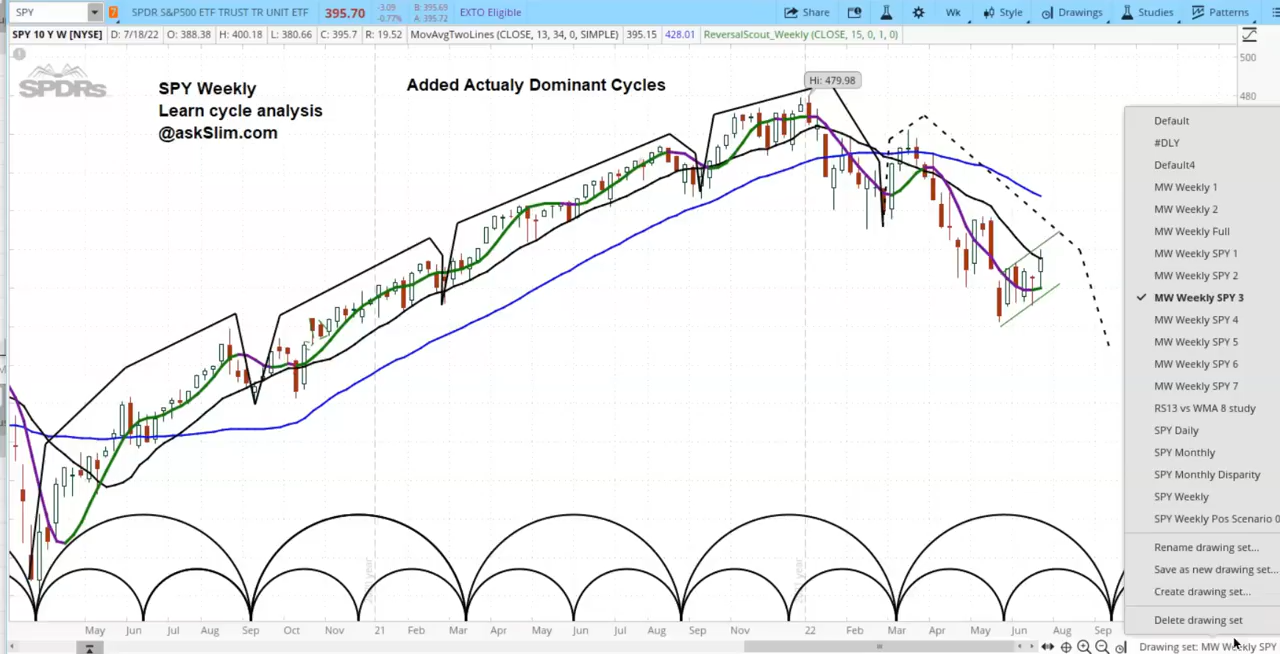 SPY
SPDR S&P500 ETF TRUST TR UNIT ETF
395.70
-3.09
-0.77%
B: 395.69
A: 395.72
EXTO Eligible
Share
Wk
Style
Drawings
Studies
Patterns
SPY 10 Y W [NYSE]
D: 7/18/22
O: 388.38
H: 400.18
L: 380.66
C: 395.7
R: 19.52
MovAvgTwoLines (CLOSE, 13, 34, 0, SIMPLE)
395.15
428.01
ReversalScout_Weekly (CLOSE, 15, 0, 1, 0)
SPDRs
SPY Weekly
Learn cycle analysis
@askSlim.com
Added Actualy Dominant Cycles
Hi: 479.98
500
480
Default
#DLY
Default4
MW Weekly 1
MW Weekly 2
MW Weekly Full
MW Weekly SPY 1
MW Weekly SPY 2
MW Weekly SPY 3
MW Weekly SPY 4
MW Weekly SPY 5
MW Weekly SPY 6
MW Weekly SPY 7
RS13 vs WMA 8 study
SPY Daily
SPY Monthly
SPY Monthly Disparity
SPY Weekly
SPY Weekly Pos Scenario 0
Rename drawing set...
Save as new drawing set...
Create drawing set...
Delete drawing set
May Jun Jul Aug Sep Oct Nov 21 Feb Mar Apr May Jun Jul Aug Sep Nov 22 Feb Mar Apr May Jun Aug Sep
Drawing set: MW Weekly SPY